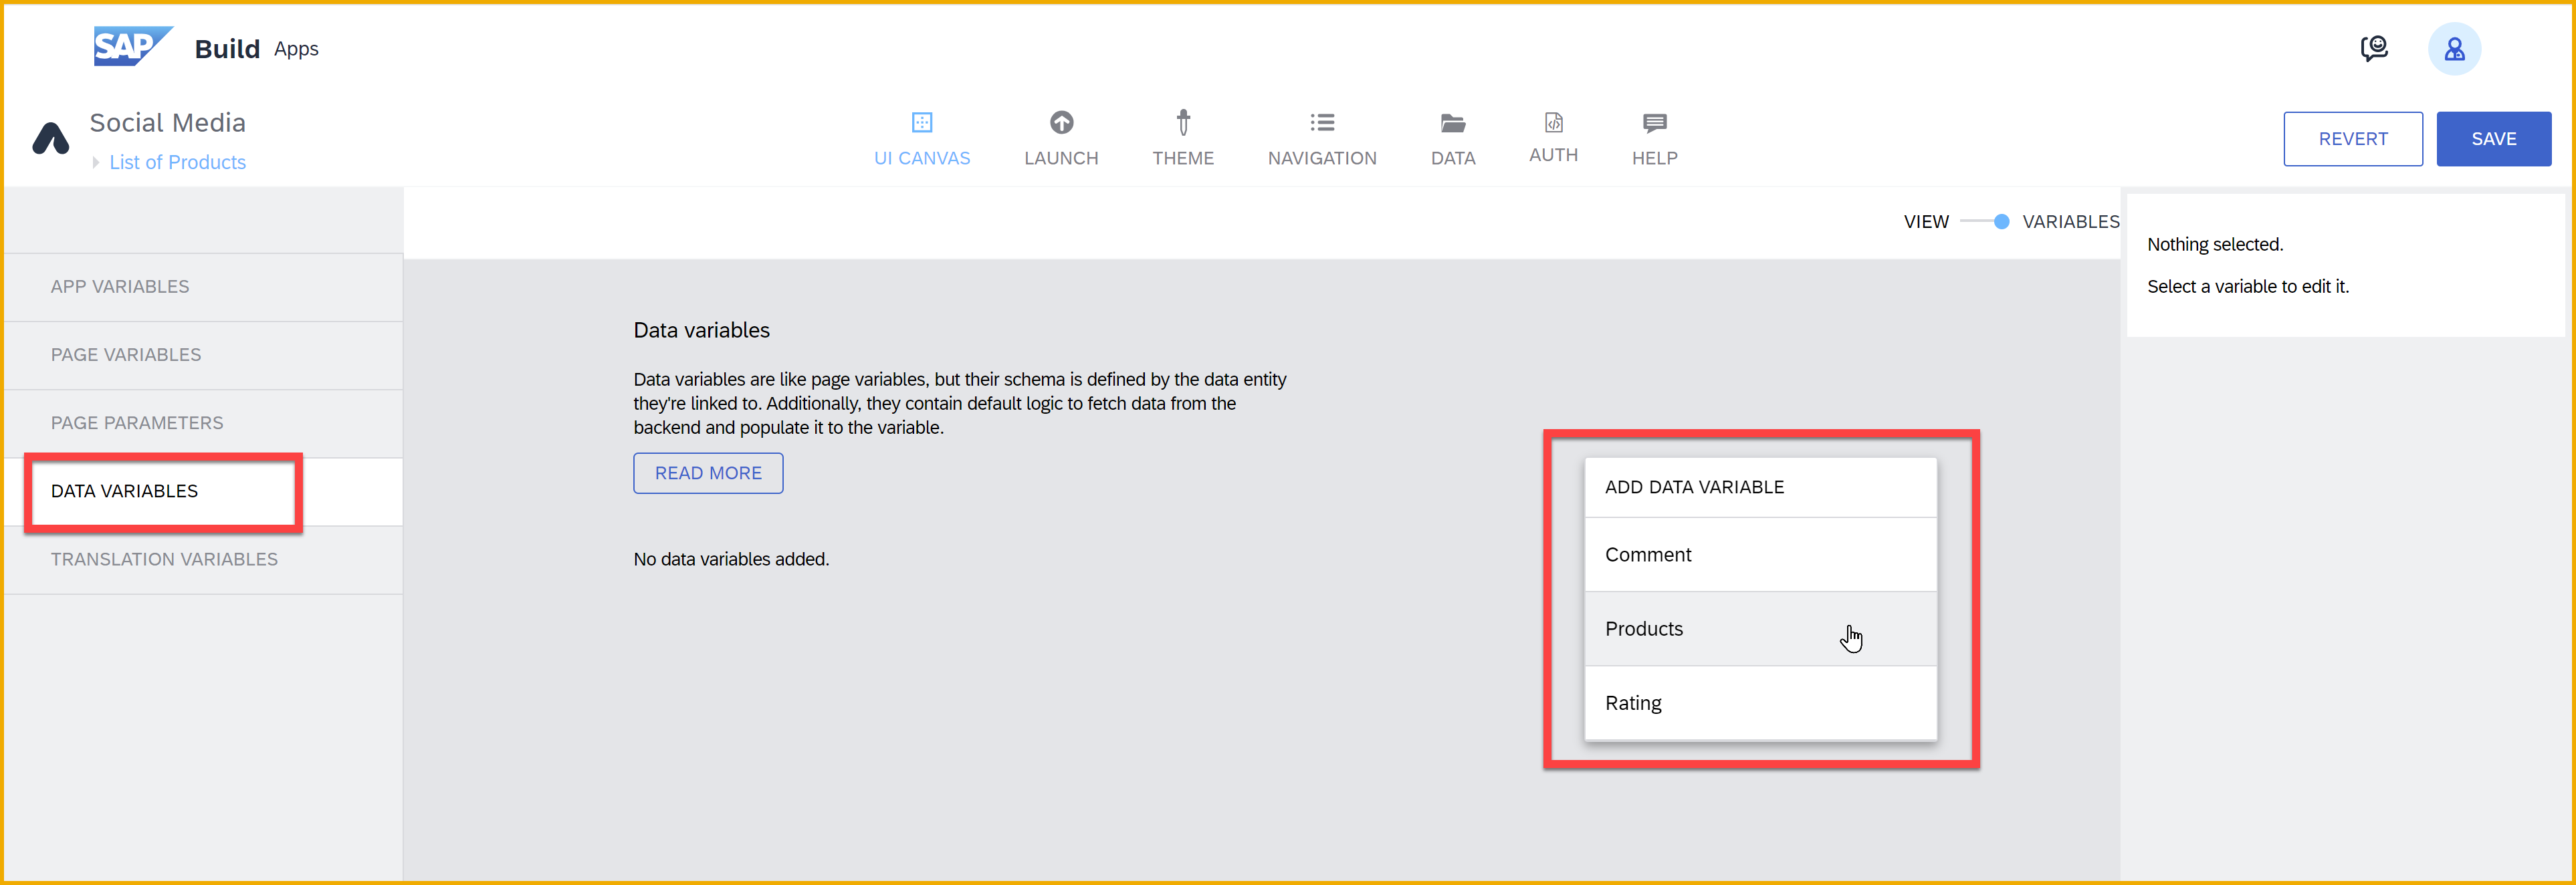 SAP Build Apps
Social Media
List of Products
UI CANVAS
LAUNCH
THEME
NAVIGATION
DATA
AUTH
HELP
REVERT
SAVE
VIEW
VARIABLES
APP VARIABLES
PAGE VARIABLES
PAGE PARAMETERS
DATA VARIABLES
TRANSLATION VARIABLES
Data variables
Data variables are like page variables, but their schema is defined by the data entity
they're linked to. Additionally, they contain default logic to fetch data from the
backend and populate it to the variable.
READ MORE
No data variables added.
ADD DATA VARIABLE
Comment
Products
Rating
Nothing selected.
Select a variable to edit it.